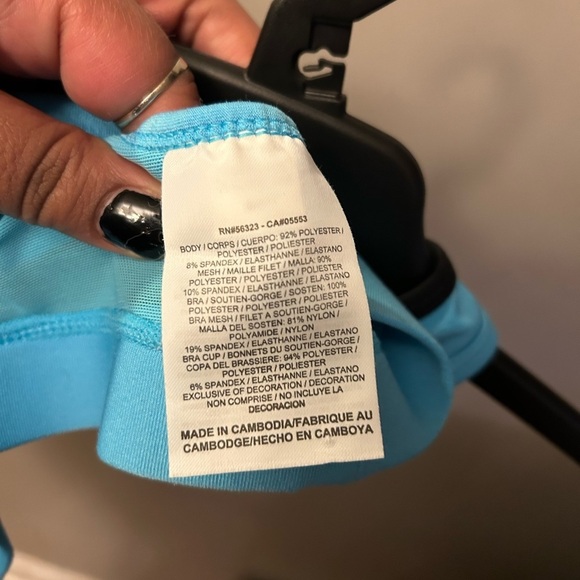 RN#56323 - CA#05553
BODY / CORPS / CUERPO: 92% POLYESTER /
POLYESTER / POLIESTER
8% SPANDEX / ELASTHANNE / ELASTANO
MESH / MAILLE FILET / MALLA: 90%
POLYESTER / POLYESTER / POLIESTER
10% SPANDEX / ELASTHANNE / ELASTANO
BRA / SOUTIEN-GORGE / SOSTEN: 100%
POLYESTER / POLYESTER / POLIESTER
BRA MESH / FILET A SOUTIEN-GORGE /
MALLA DEL SOSTEN: 81% NYLON /
POLYAMIDE / NYLON
19% SPANDEX / ELASTHANNE / ELASTANO
BRA CUP / BONNETS DU SOUTIEN-GORGE /
COPA DEL BRASSIERE: 94% POLYESTER /
POLYESTER / POLIESTER
6% SPANDEX / ELASTHANNE / ELASTANO
EXCLUSIVE OF DECORATION / DECORATION
NON COMPRISE / NO INCLUYE LA
DECORACION
MADE IN CAMBODIA/FABRIQUE AU
CAMBODGE/HECHO EN CAMBOYA